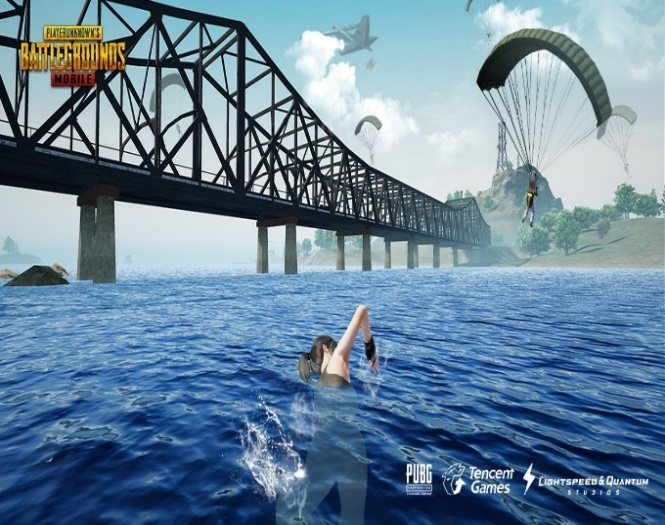 PLAYERUNKNOWN'S
BATTLEGROUNDS
MOBILE
PUBG
Tencent
Games
LIGHTSPEED & QUANTUM
STUDIOS